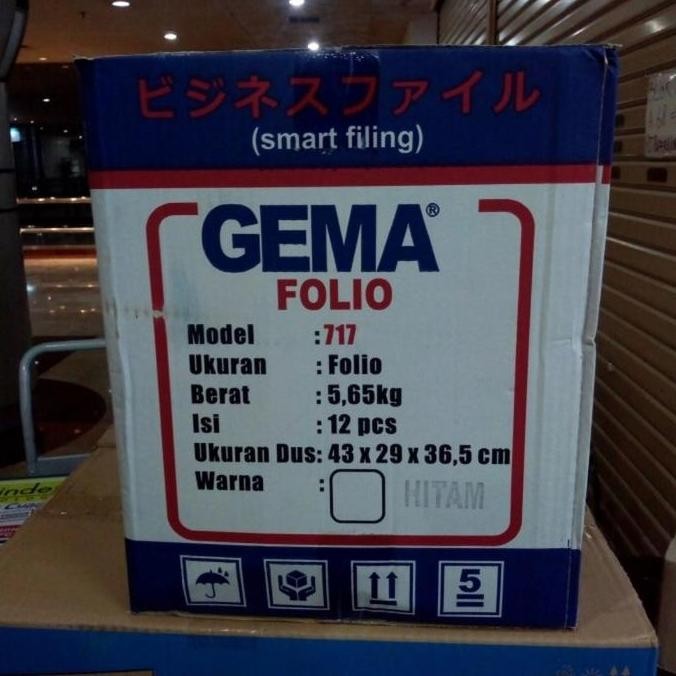 ビジネスファイル
(smart filing)
GEMA®
FOLIO
Model : 717
Ukuran : Folio
Berat : 5,65kg
Isi : 12 pcs
Ukuran Dus: 43 x 29 x 36,5 cm
Warna : HITAM
5